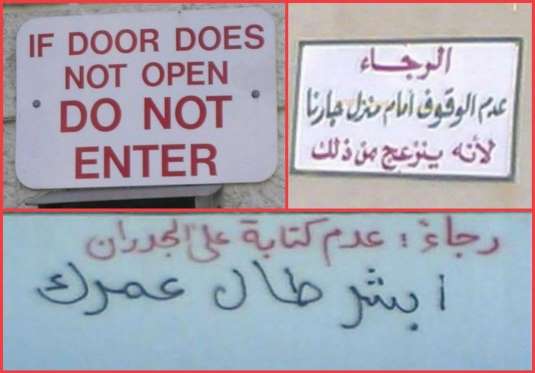 IF DOOR DOES
NOT OPEN
DO NOT
ENTER
الرجاء
عدم الوقوف أمام منزل جارنا
لأنه ينزعج من ذلك
رجاءً : عدم كتابة على الجدران
ابشر طال عمرك